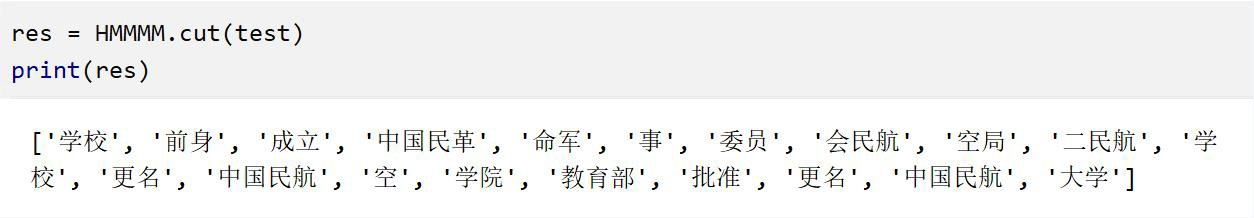 res = HMMMM.cut(test)
print(res)
['学校', '前身', '成立', '中国民革', '命军', '事', '委员', '会民航', '空局', '二民航', '学
校', '更名', '中国民航', '空', '学院', '教育部', '批准', '更名', '中国民航', '大学']